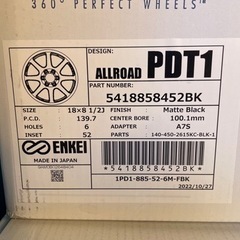 360° PERFECT WHEELS™
DESIGN:
ALLROAD PDT1
PART NUMBER:
5418858452BK
SIZE 18×8 1/2J FINISH Matte Black
P.C.D. 139.7 CENTER BORE 100.1mm
HOLES 6 ADAPTER A7S
INSET 52 PARTS 140-450-2615KC-BLK-1
ENKEI
MADE IN JAPAN
*5418858452BK*
1PD1-885-52-6M-FBK
2022/10/27